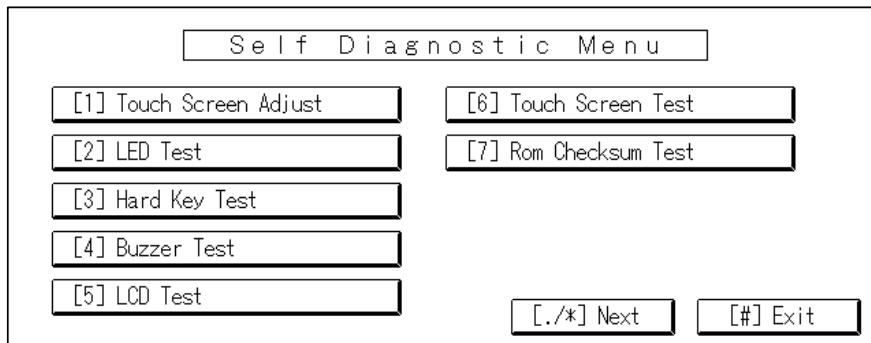 Self Diagnostic Menu
[1] Touch Screen Adjust
[2] LED Test
[3] Hard Key Test
[4] Buzzer Test
[5] LCD Test
[6] Touch Screen Test
[7] Rom Checksum Test
[./*] Next
[#] Exit